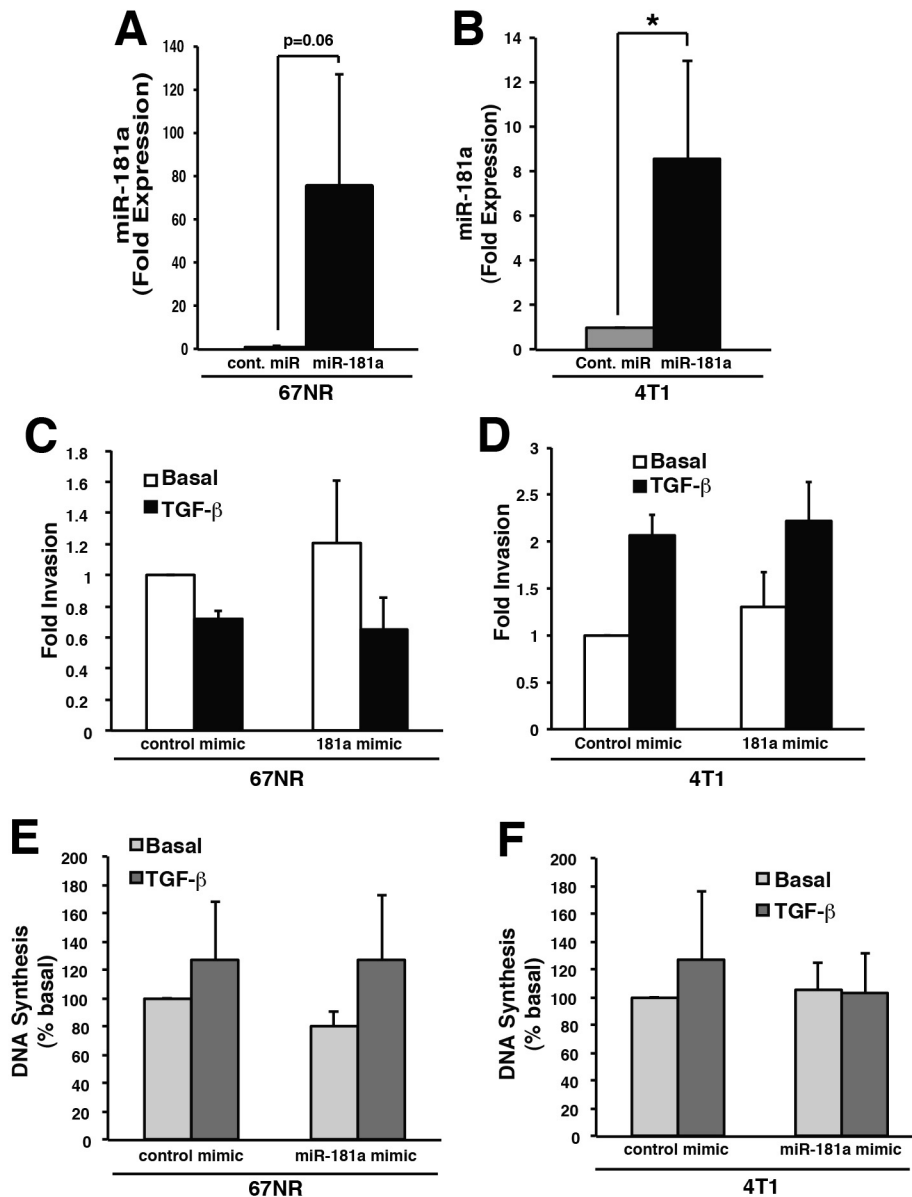 A
p=0.06
140
120
100
80
60
40
20
0
miR-181a
(Fold Expression)
cont. miR miR-181a
67NR
B
*
14
12
10
8
6
4
2
0
miR-181a
(Fold Expression)
Cont. miR miR-181a
4T1
C
1.8
1.6
1.4
1.2
1
0.8
0.6
0.4
0.2
0
Fold Invasion
Basal
TGF-β
control mimic 181a mimic
67NR
D
3
2.5
2
1.5
1
0.5
0
Fold Invasion
Basal
TGF-β
Control mimic 181a mimic
4T1
E
200
180
160
140
120
100
80
60
40
20
0
DNA Synthesis
(% basal)
Basal
TGF-β
control mimic miR-181a mimic
67NR
F
200
180
160
140
120
100
80
60
40
20
0
DNA Synthesis
(% basal)
Basal
TGF-β
control mimic miR-181a mimic
4T1